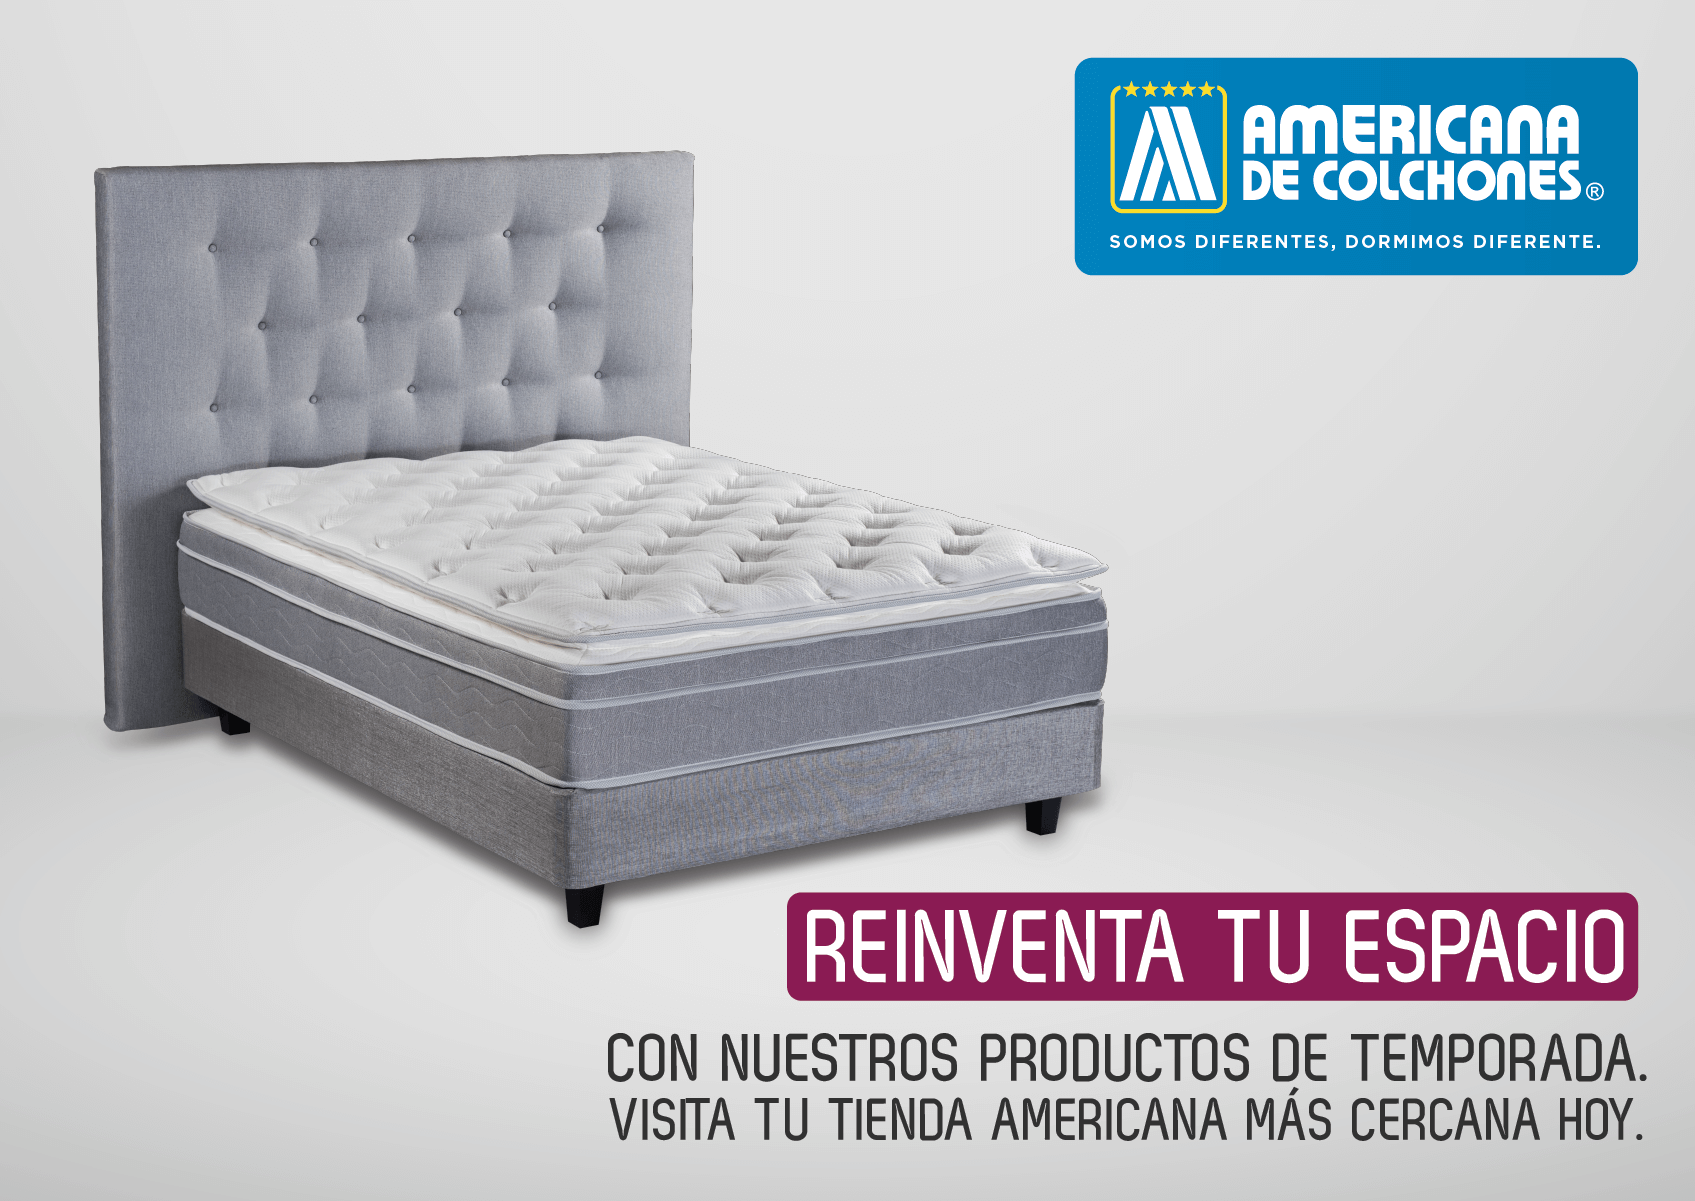 AMERICANA
DE COLCHONES®
SOMOS DIFERENTES, DORMIMOS DIFERENTE.
REINVENTA TU ESPACIO
CON NUESTROS PRODUCTOS DE TEMPORADA.
VISITA TU TIENDA AMERICANA MÁS CERCANA HOY.